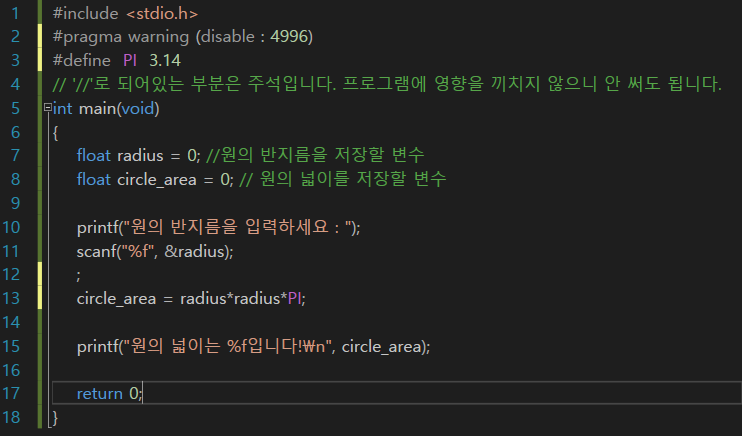 1 #include <stdio.h>
2 #pragma warning (disable : 4996)
3 #define PI 3.14
4 // '//'로 되어있는 부분은 주석입니다. 프로그램에 영향을 끼치지 않으니 안 써도 됩니다.
5 int main(void)
6 {
7 float radius = 0; //원의 반지름을 저장할 변수
8 float circle_area = 0; // 원의 넓이를 저장할 변수
9
10 printf("원의 반지름을 입력하세요 : ");
11 scanf("%f", &radius);
12 ;
13 circle_area = radius*radius*PI;
14
15 printf("원의 넓이는 %f입니다!₩n", circle_area);
16
17 return 0;
18 }